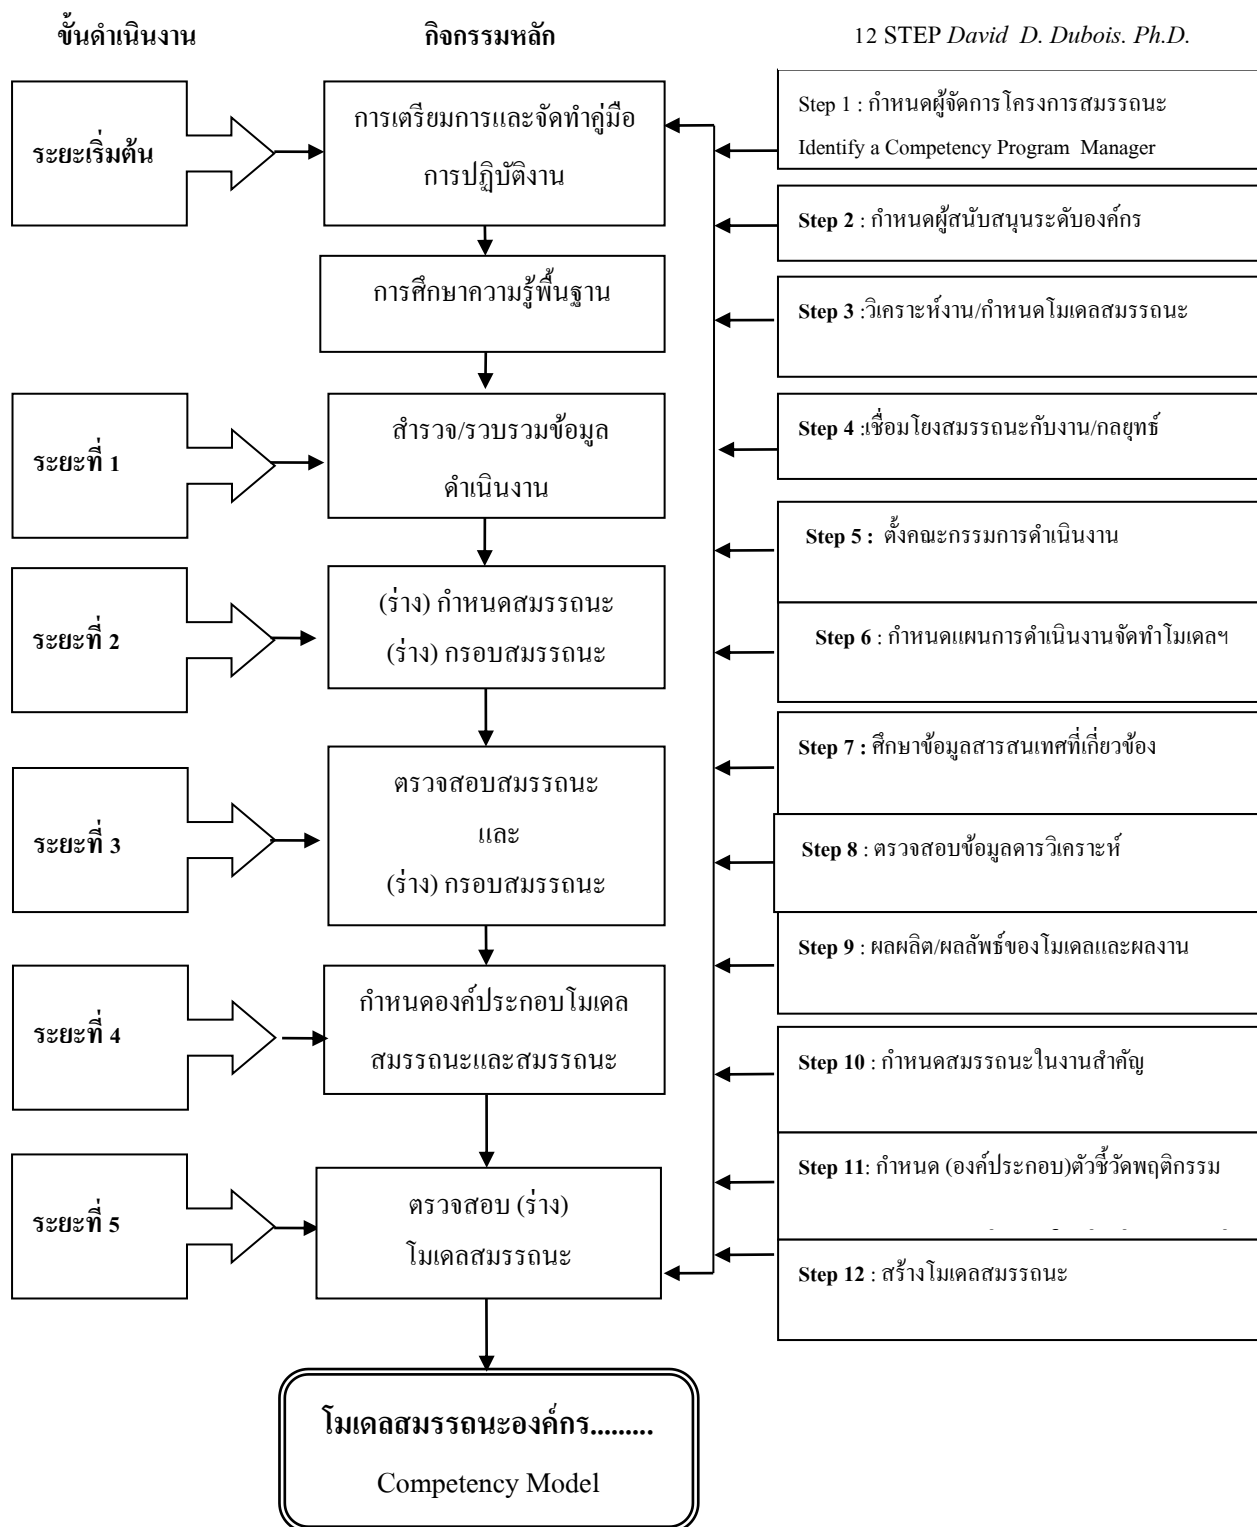 ขั้นดำเนินงาน
กิจกรรมหลัก
12 STEP David D. Dubois. Ph.D.
ระยะเริ่มต้น
การเตรียมการและจัดทำคู่มือ
การปฏิบัติงาน
การศึกษาความรู้พื้นฐาน
ระยะที่ 1
สำรวจ/รวบรวมข้อมูล
ดำเนินงาน
ระยะที่ 2
(ร่าง) กำหนดสมรรถนะ
(ร่าง) กรอบสมรรถนะ
ระยะที่ 3
ตรวจสอบสมรรถนะ
และ
(ร่าง) กรอบสมรรถนะ
ระยะที่ 4
กำหนดองค์ประกอบโมเดล
สมรรถนะและสมรรถนะ
ระยะที่ 5
ตรวจสอบ (ร่าง)
โมเดลสมรรถนะ
โมเดลสมรรถนะองค์กร.........
Competency Model
Step 1 : กำหนดผู้จัดการโครงการสมรรถนะ
Identify a Competency Program Manager
Step 2 : กำหนดผู้สนับสนุนระดับองค์กร
Step 3 :วิเคราะห์งาน/กำหนดโมเดลสมรรถนะ
Step 4 :เชื่อมโยงสมรรถนะกับงาน/กลยุทธ์
Step 5 : ตั้งคณะกรรมการดำเนินงาน
Step 6 : กำหนดแผนการดำเนินงานจัดทำโมเดลฯ
Step 7 : ศึกษาข้อมูลสารสนเทศที่เกี่ยวข้อง
Step 8 : ตรวจสอบข้อมูลดารวิเคราะห์
Step 9 : ผลผลิต/ผลลัพธ์ของโมเดลและผลงาน
Step 10 : กำหนดสมรรถนะในงานสำคัญ
Step 11: กำหนด (องค์ประกอบ)ตัวชี้วัดพฤติกรรม
Step 12 : สร้างโมเดลสมรรถนะ